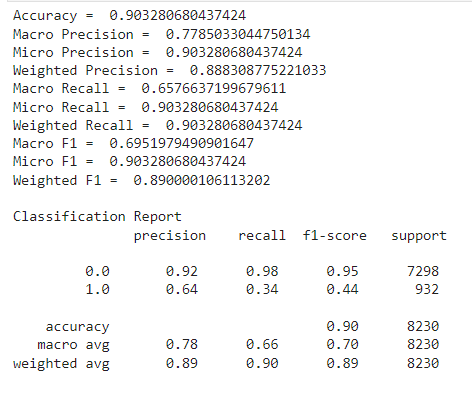 Accuracy =  0.903280680437424
Macro Precision =  0.7785033044750134
Micro Precision =  0.903280680437424
Weighted Precision =  0.888308775221033
Macro Recall =  0.6576637199679611
Micro Recall =  0.903280680437424
Weighted Recall =  0.903280680437424
Macro F1 =  0.6951979490901647
Micro F1 =  0.903280680437424
Weighted F1 =  0.890000106113202
Classification Report
precision recall f1-score support
0.0 0.92 0.98 0.95 7298
1.0 0.64 0.34 0.44 932
accuracy 0.90 8230
macro avg 0.78 0.66 0.70 8230
weighted avg 0.89 0.90 0.89 8230